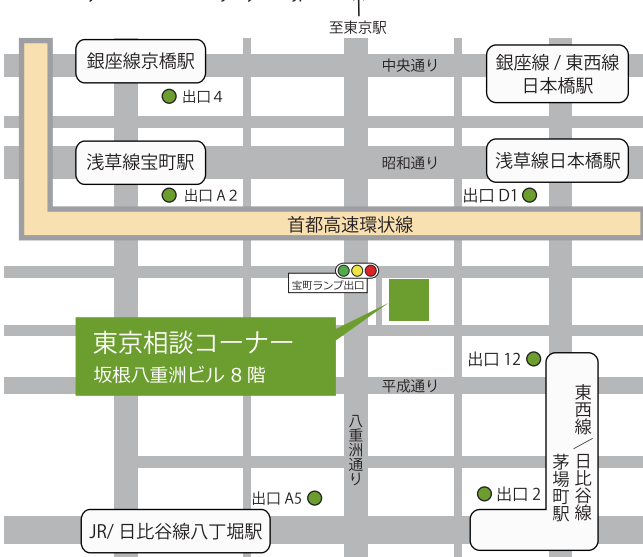 至東京駅
銀座線京橋駅
中央通り
銀座線 / 東西線
日本橋駅
出口 4
浅草線宝町駅
昭和通り
浅草線日本橋駅
出口 A 2
出口 D1
首都高速環状線
宝町ランプ出口
東京相談コーナー
坂根八重洲ビル 8 階
出口 12
平成通り
八重洲通り
東西線／日比谷線
茅場町駅
出口 A5
出口 2
JR/ 日比谷線八丁堀駅